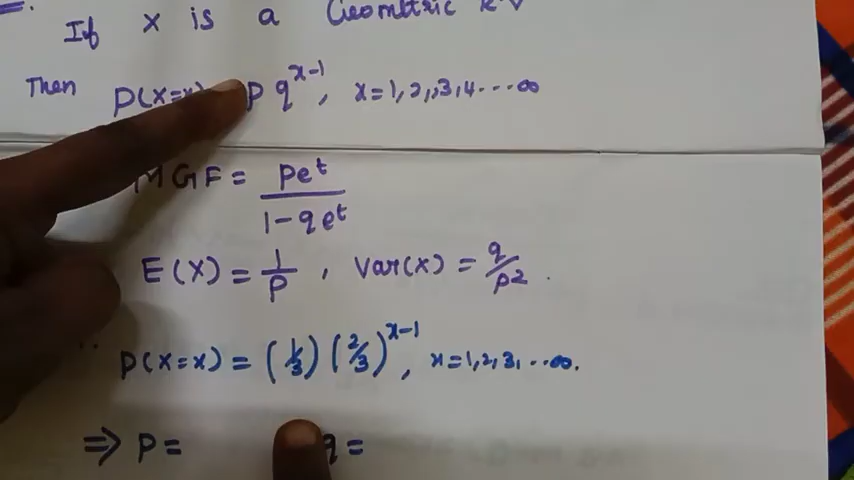 If x is a Geometric R.V
Then P(X=x) p q^{x-1}, x=1,2,3,4...∞
MGF = pe^t / 1-qe^t
E(X) = 1/P, Var(X) = q/p^2.
P(X=x) = (1/3)(2/3)^{x-1}, x=1,2,3,...∞.
⇒ P = q =